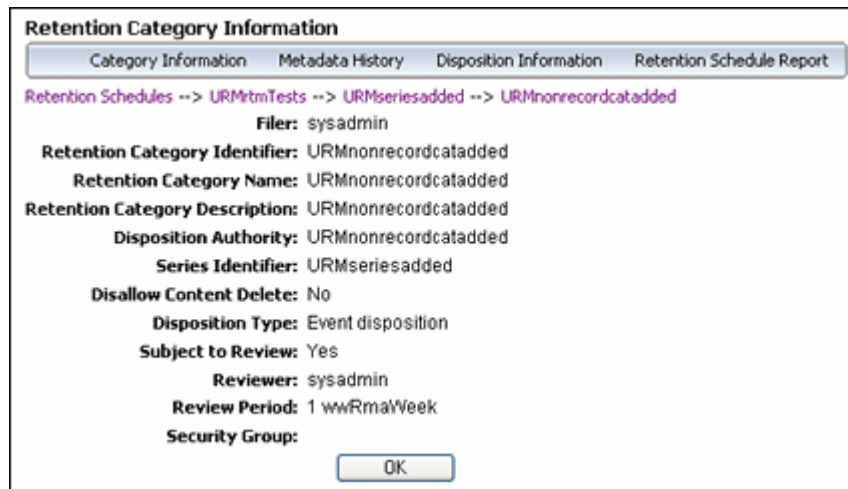 Retention Category Information
Category Information Metadata History Disposition Information Retention Schedule Report
Retention Schedules --> URMrtmTests --> URMseriesadded --> URMnonrecordcatadded
Filer: sysadmin
Retention Category Identifier: URMnonrecordcatadded
Retention Category Name: URMnonrecordcatadded
Retention Category Description: URMnonrecordcatadded
Disposition Authority: URMnonrecordcatadded
Series Identifier: URMseriesadded
Disallow Content Delete: No
Disposition Type: Event disposition
Subject to Review: Yes
Reviewer: sysadmin
Review Period: 1 wwRmaWeek
Security Group:
OK